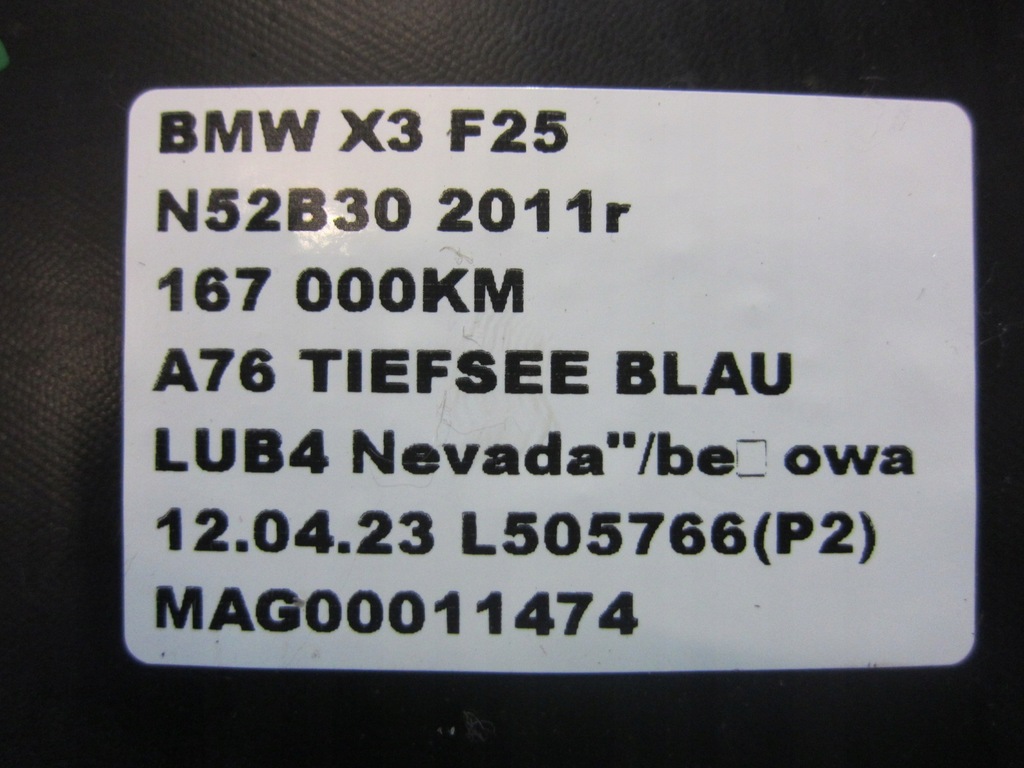 BMW X3 F25
N52B30 2011r
167 000KM
A76 TIEFSEE BLAU
LUB4 Nevada"/be□ owa
12.04.23 L505766(P2)
MAG00011474